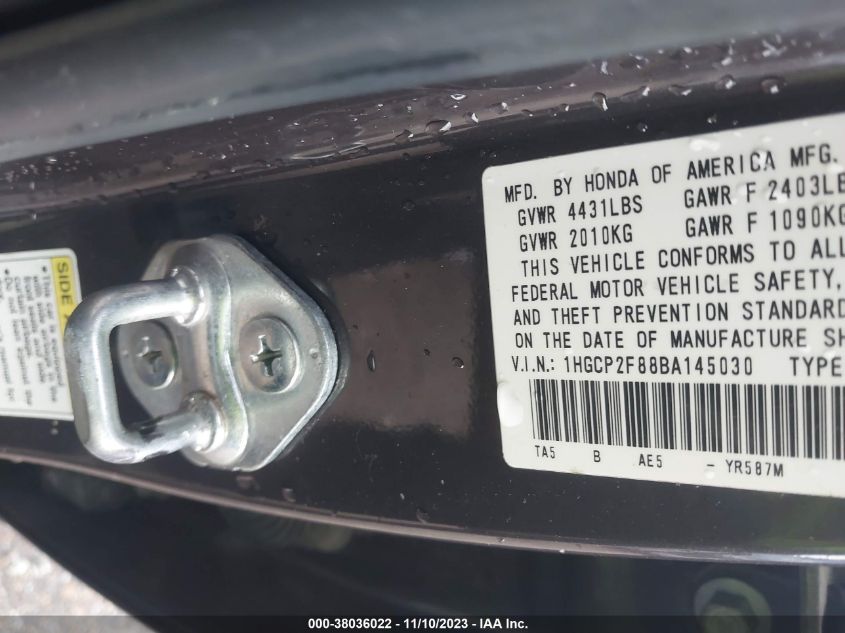 MFD. BY HONDA OF AMERICA MFG.
GVWR 4431LBS GAWR F 2403LB
GVWR 2010KG GAWR F 1090KG
THIS VEHICLE CONFORMS TO ALL
FEDERAL MOTOR VEHICLE SAFETY,
AND THEFT PREVENTION STANDARD
ON THE DATE OF MANUFACTURE SH
V.I.N.: 1HGCP2F88BA145030 TYPE
TA5 B AE5 - YR587M
SIDE A
000-38036022 - 11/10/2023 - IAA, Inc.